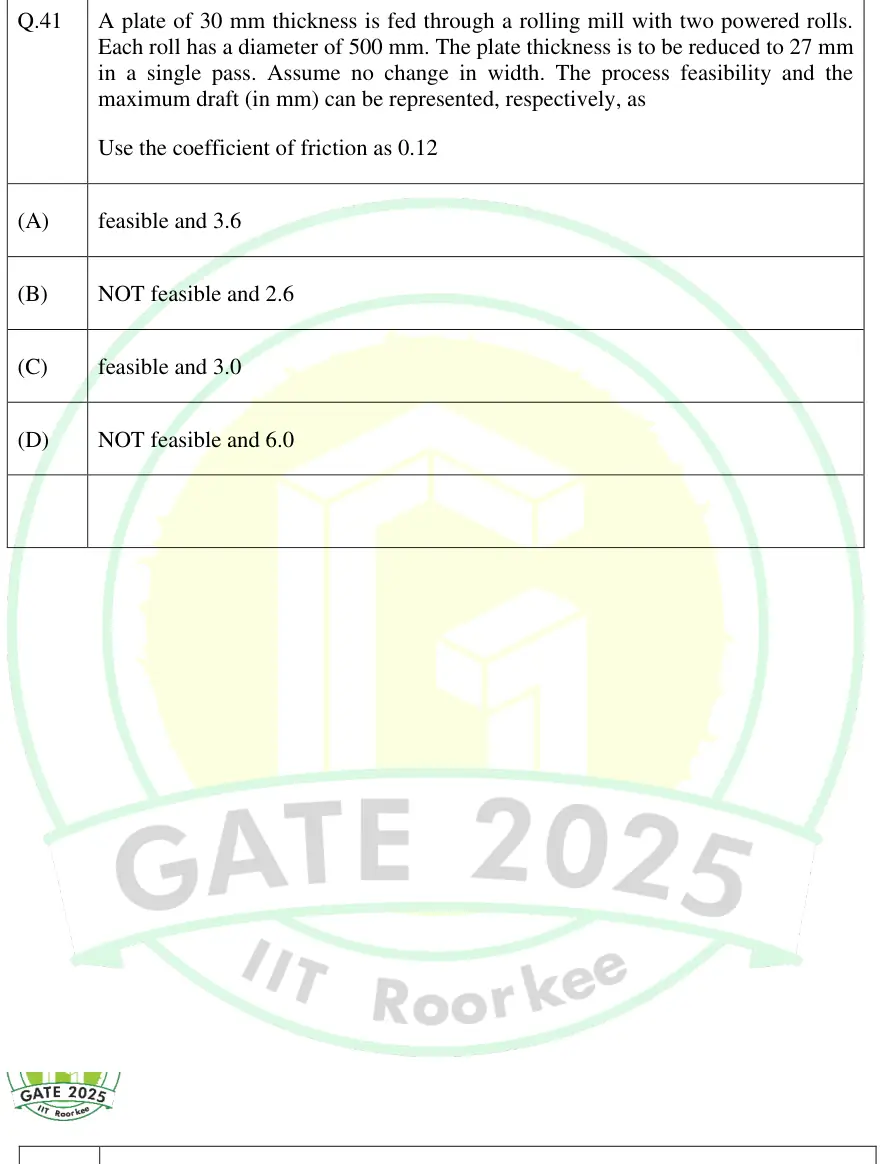 Q.41 A plate of 30 mm thickness is fed through a rolling mill with two powered rolls.
Each roll has a diameter of 500 mm. The plate thickness is to be reduced to 27 mm
in a single pass. Assume no change in width. The process feasibility and the
maximum draft (in mm) can be represented, respectively, as
Use the coefficient of friction as 0.12
(A) feasible and 3.6
(B) NOT feasible and 2.6
(C) feasible and 3.0
(D) NOT feasible and 6.0
GATE 2025
IIT Roorkee
GATE 2025
IIT Roorkee